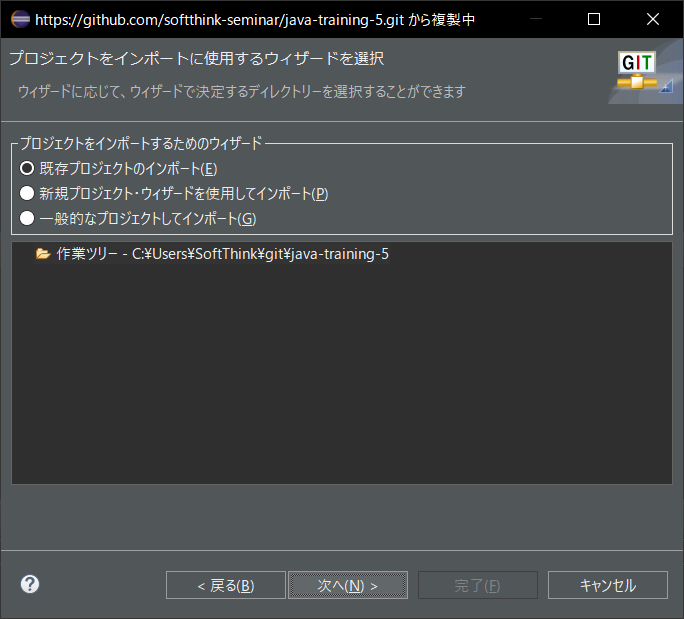 https://github.com/softthink-seminar/java-training-5.git から複製中
プロジェクトをインポートに使用するウィザードを選択
ウィザードに応じて、ウィザードで決定するディレクトリーを選択することができます
GIT
プロジェクトをインポートするためのウィザード
既存プロジェクトのインポート(E)
新規プロジェクト・ウィザードを使用してインポート(P)
一般的なプロジェクトしてインポート(G)
作業ツリー - C:¥Users¥SoftThink¥git¥java-training-5
?
< 戻る(B)
次へ(N) >
完了(F)
キャンセル